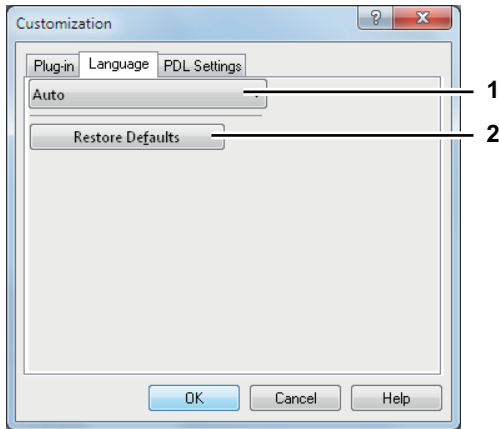 Customization
Plug-in Language PDL Settings
Auto 1
Restore Defaults 2
OK Cancel Help